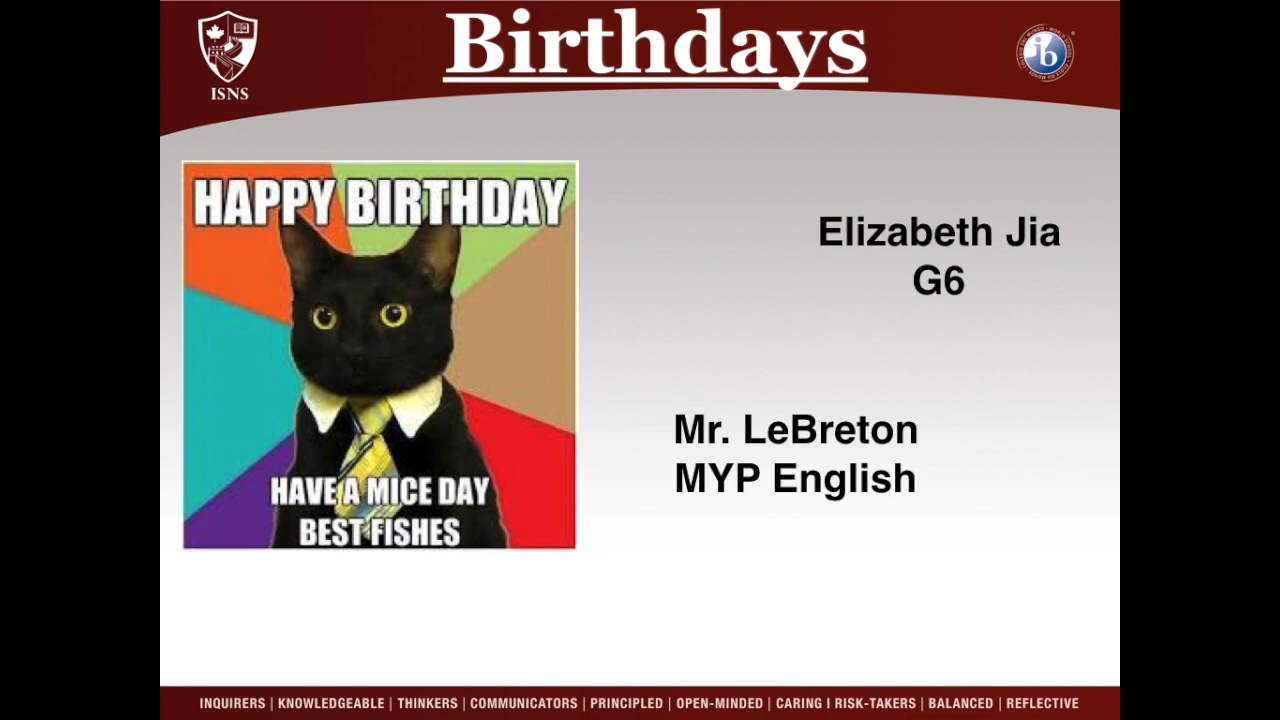 Birthdays
ISNS
ib
HAPPY BIRTHDAY
HAVE A MICE DAY
BEST FISHES
Elizabeth Jia
G6
Mr. LeBreton
MYP English
INQUIRERS | KNOWLEDGEABLE | THINKERS | COMMUNICATORS | PRINCIPLED | OPEN-MINDED | CARING I RISK-TAKERS | BALANCED | REFLECTIVE